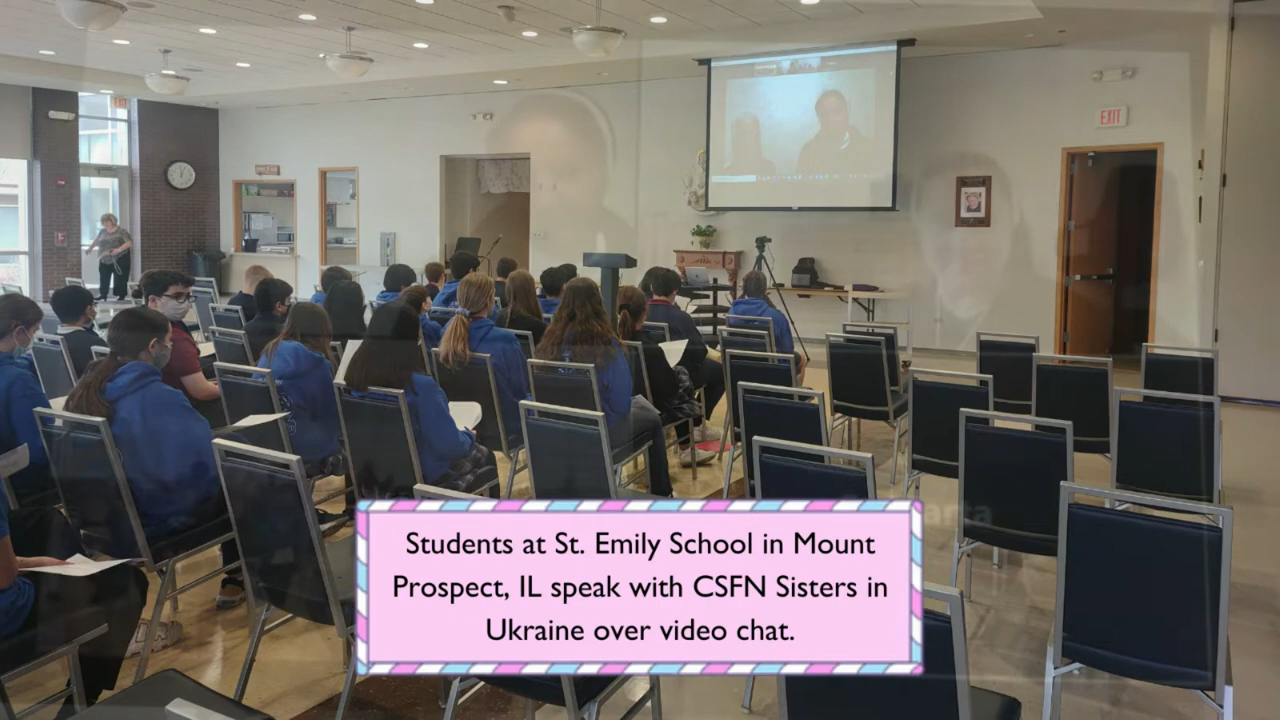 EXIT
EXIT
Students at St. Emily School in Mount
Prospect, IL speak with CSFN Sisters in
Ukraine over video chat.